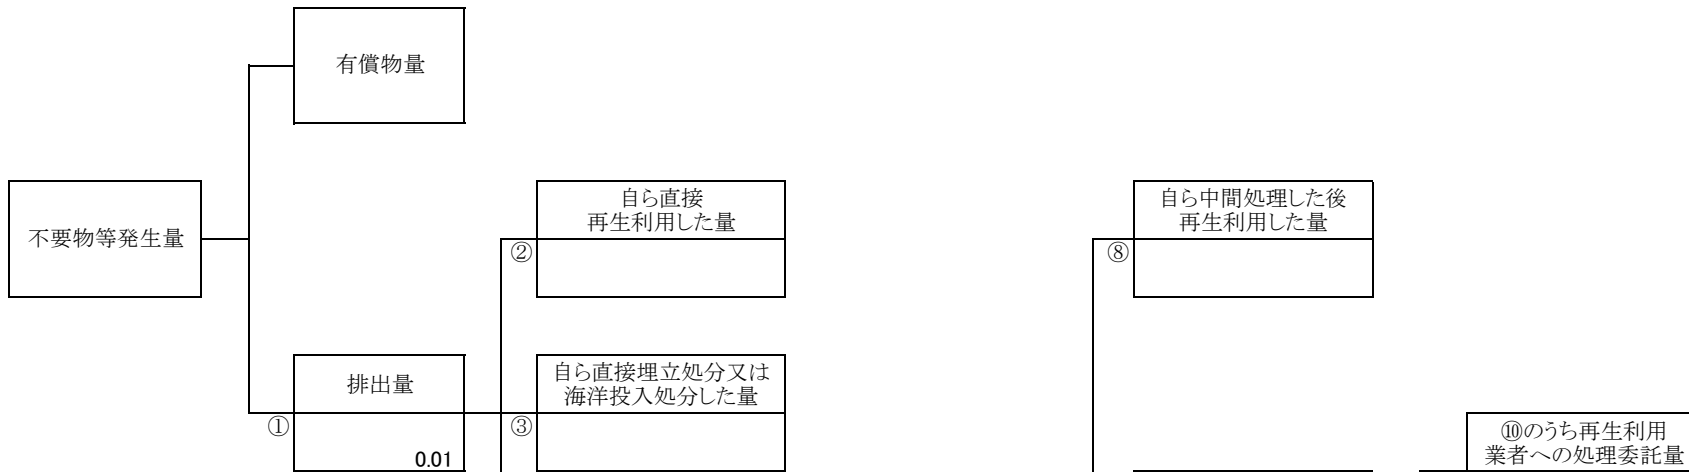 有償物量
不要物等発生量
自ら直接
再生利用した量
②
自ら中間処理した後
再生利用した量
⑧
排出量
①
0.01
自ら直接埋立処分又は
海洋投入処分した量
③
⑩のうち再生利用
業者への処理委託量